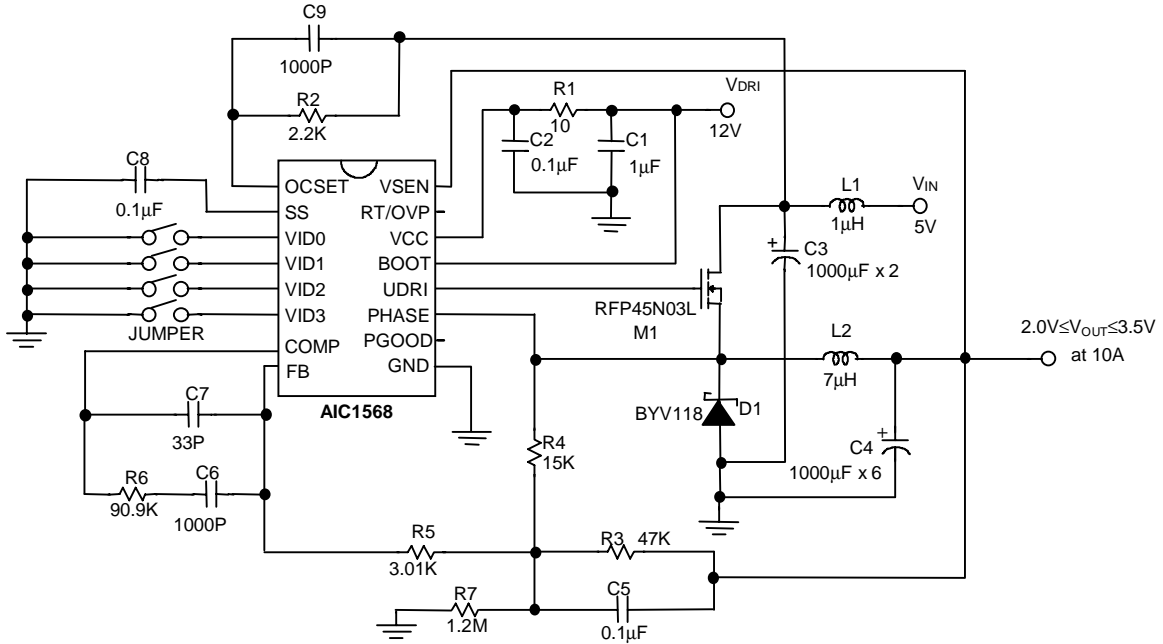 C9
1000P
R2
2.2K
VDRI
12V
R1
10
C2
0.1µF
C1
1µF
C8
0.1µF
OCSET
SS
VID0
VID1
VID2
VID3
COMP
FB
VSEN
RT/OVP
VCC
BOOT
UDRI
PHASE
PGOOD
GND
AIC1568
JUMPER
L1
1µH
VIN
5V
C3
+
1000µF x 2
RFP45N03L
M1
L2
7µH
2.0V≤VOUT≤3.5V
at 10A
BYV118
D1
C4
+
1000µF x 6
C7
33P
R6
90.9K
C6
1000P
R4
15K
R5
3.01K
R3 47K
R7
1.2M
C5
0.1µF